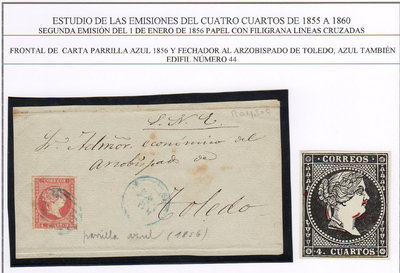 ESTUDIO DE LAS EMISIONES DEL CUATRO CUARTOS DE 1855 A 1860
SEGUNDA EMISIÓN DEL 1 DE ENERO DE 1856 PAPEL CON FILIGRANA LINEAS CRUZADAS
FRONTAL DE CARTA PARRILLA AZUL 1856 Y FECHADOR AL ARZOBISPADO DE TOLEDO, AZUL TAMBIÉN
EDIFIL NÚMERO 44
S. N. E.
Sr. Admor. económico del
arzobispado de
Toledo
parrilla azul (1856)
CORREOS
4. CUARTOS